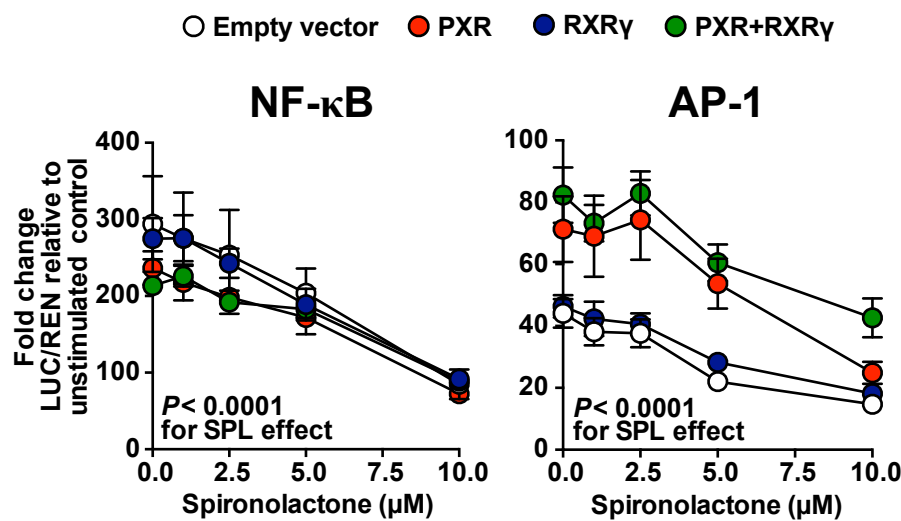 Empty vector PXR RXRγ PXR+RXRγ
NF-κB
AP-1
Fold change
LUC/REN relative to
unstimulated control
400
300
200
100
0
P< 0.0001
for SPL effect
0.0 2.5 5.0 7.5 10.0
Spironolactone (μM)
100
80
60
40
20
0
P< 0.0001
for SPL effect
0.0 2.5 5.0 7.5 10.0
Spironolactone (μM)